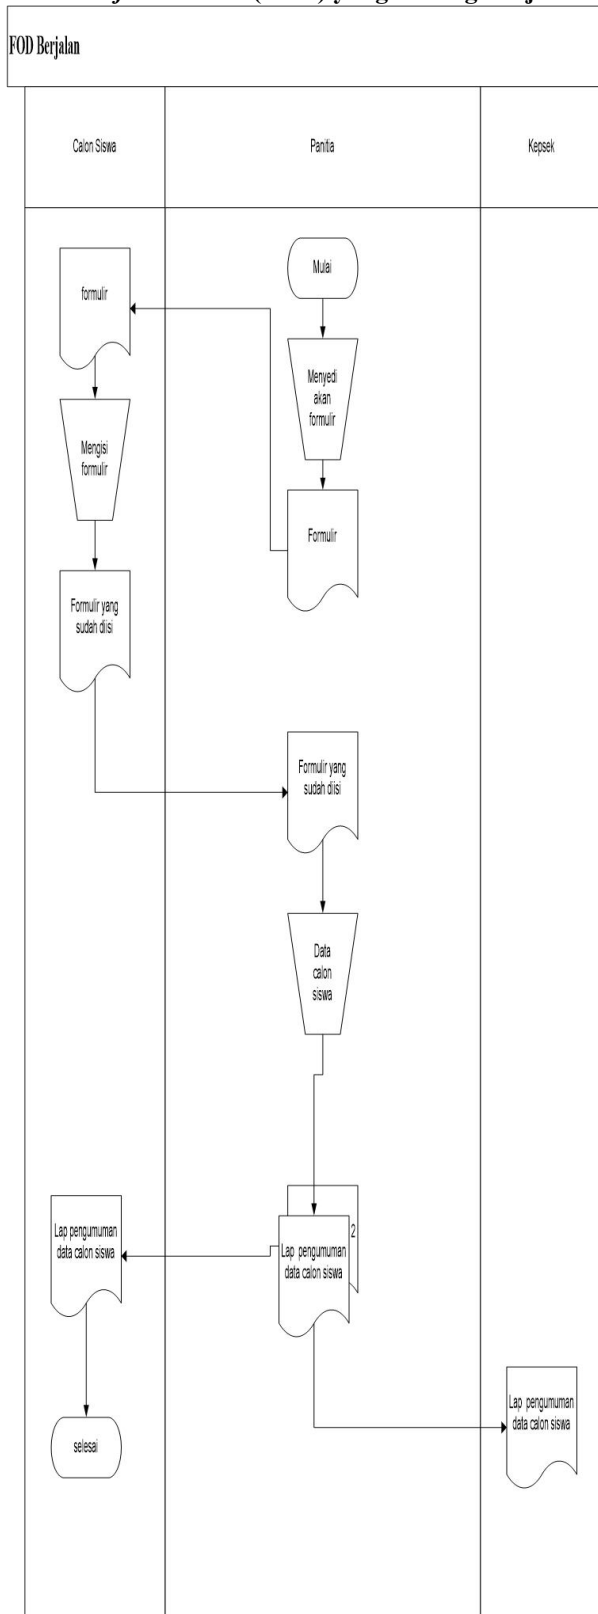 FOD Berjalan
Calon Siswa
Panitia
Kepsek
Mulai
formulir
Menyedi
akan
formulir
Mengisi
formulir
Formulir
Formulir yang
sudah diisi
Formulir yang
sudah diisi
Data
calon
siswa
2
Lap pengumuman
data calon siswa
Lap pengumuman
data calon siswa
Lap pengumuman
data calon siswa
selesai